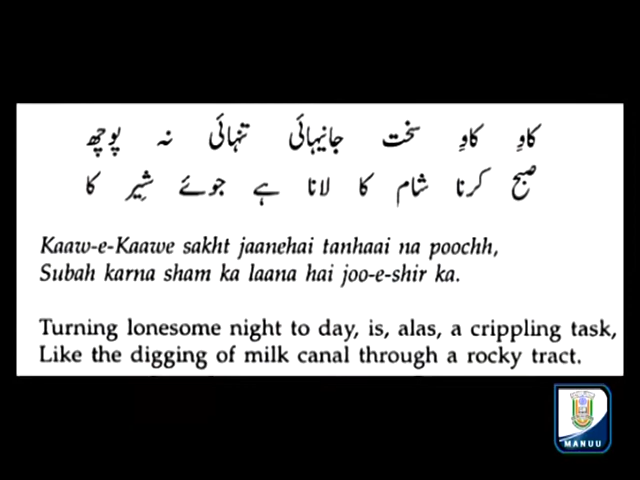 کاوِ کاوِ سخت جانیہائی تنہائی نہ پوچھ
صبح کرنا شام کا لانا ہے جوئے شِیر کا
Kaaw-e-Kaawe sakht jaanehai tanhaai na poochh,
Subah karna sham ka laana hai joo-e-shir ka.
Turning lonesome night to day, is, alas, a crippling task,
Like the digging of milk canal through a rocky tract.
MANUU